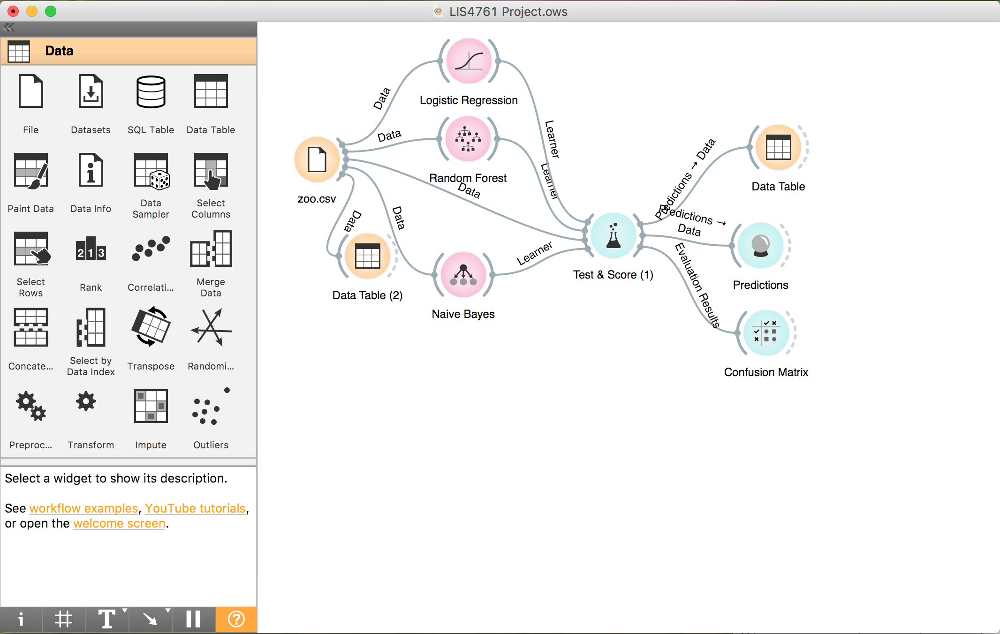 LIS4761 Project.ows
Data
File
Datasets
SQL Table
Data Table
Paint Data
Data Info
Data
Sampler
Select
Columns
Select
Rows
2 1 3
Rank
Correlati...
Merge
Data
Concate...
Select by
Data Index
Transpose
Randomi...
Preproc...
Transform
Impute
Outliers
Select a widget to show its description.
See workflow examples, YouTube tutorials,
or open the welcome screen.
i
T
?
zoo.csv
Data
Data
Data
Data
Data
Logistic Regression
Random Forest
Data Table (2)
Naive Bayes
Learner
Learner
Learner
Test & Score (1)
Predictions → Data
Predictions →
Data
Evaluation Results
Data Table
Predictions
Confusion Matrix